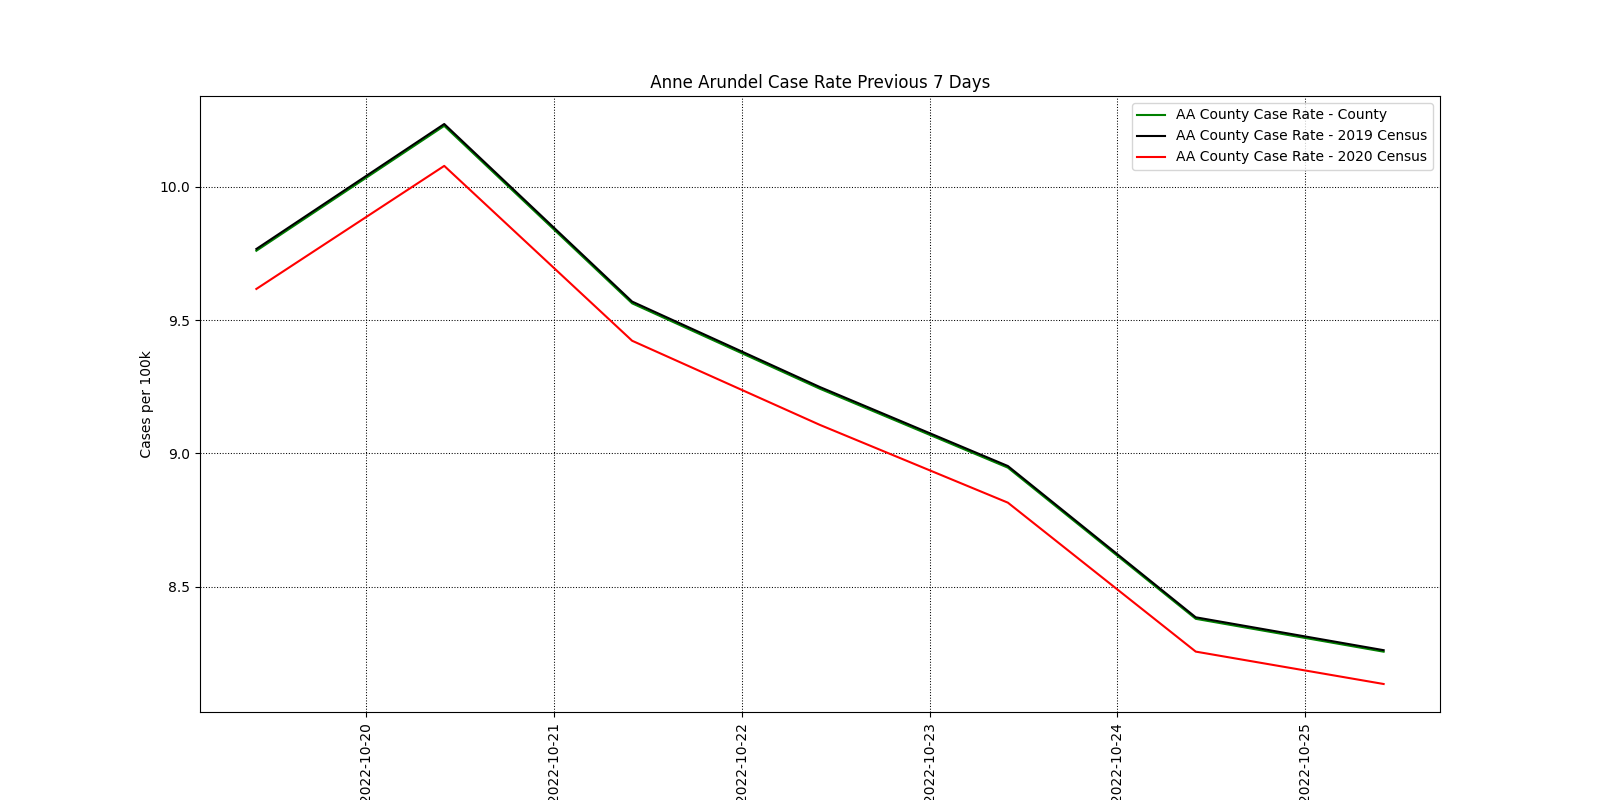 Anne Arundel Case Rate Previous 7 Days
AA County Case Rate - County
AA County Case Rate - 2019 Census
AA County Case Rate - 2020 Census
Cases per 100k
10.0
9.5
9.0
8.5
2022-10-20
2022-10-21
2022-10-22
2022-10-23
2022-10-24
2022-10-25